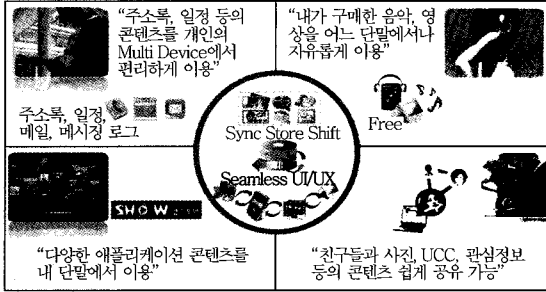 “주소록, 일정 등의
콘텐츠를 개인의
Multi Device에서
편리하게 이용”
주소록, 일정,
메일, 메시징 로그
“내가 구매한 음악, 영
상을 어느 단말에서나
자유롭게 이용”
Free
Sync Store Shift
Seamless UI/UX
SHOW
“다양한 애플리케이션 콘텐츠를
내 단말에서 이용”
“친구들과 사진, UCC, 관심정보
등의 콘텐츠 쉽게 공유 가능”